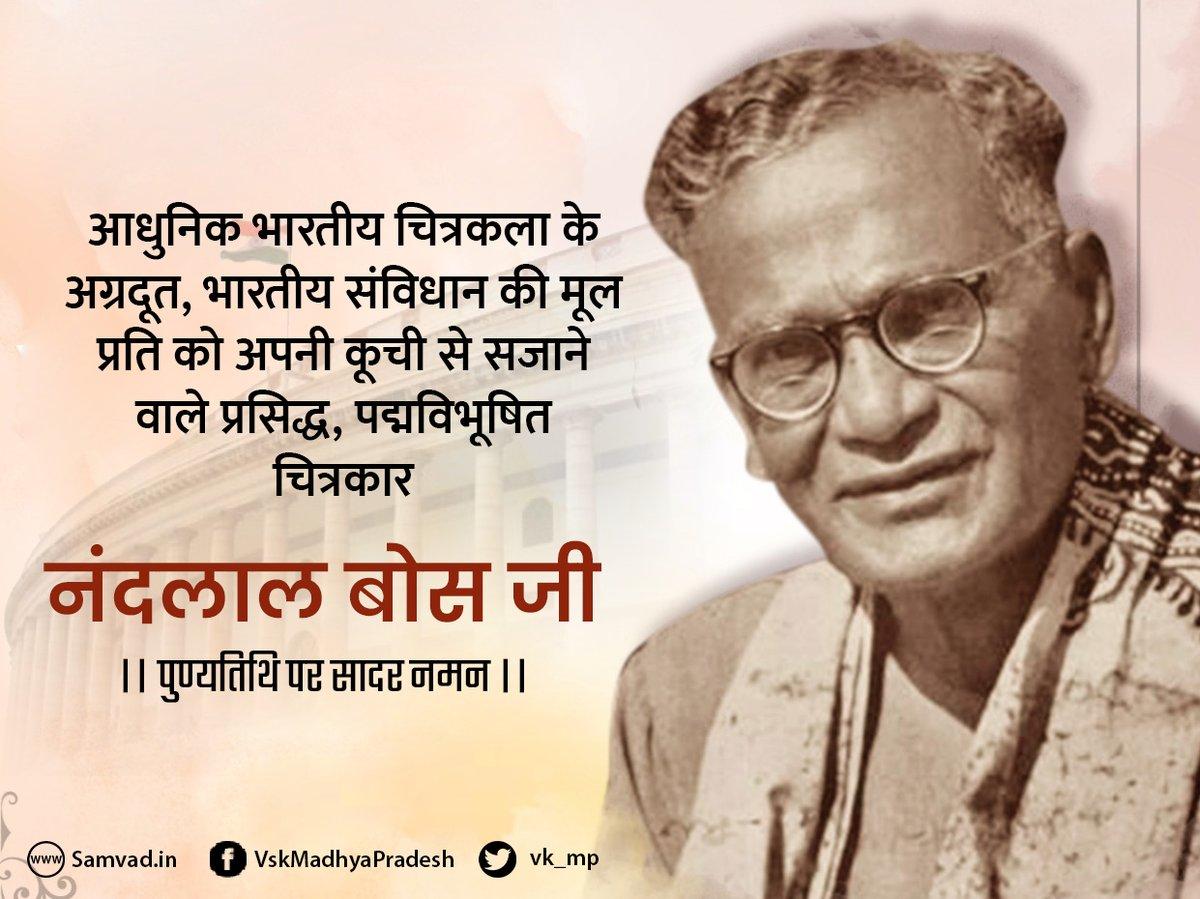 आधुनिक भारतीय चित्रकला के
अग्रदूत, भारतीय संविधान की मूल
प्रति को अपनी कूची से सजाने
वाले प्रसिद्ध, पद्मविभूषित
चित्रकार
नंदलाल बोस जी
।। पुण्यतिथि पर सादर नमन ।।
www Samvad.in f VskMadhyaPradesh vk_mp